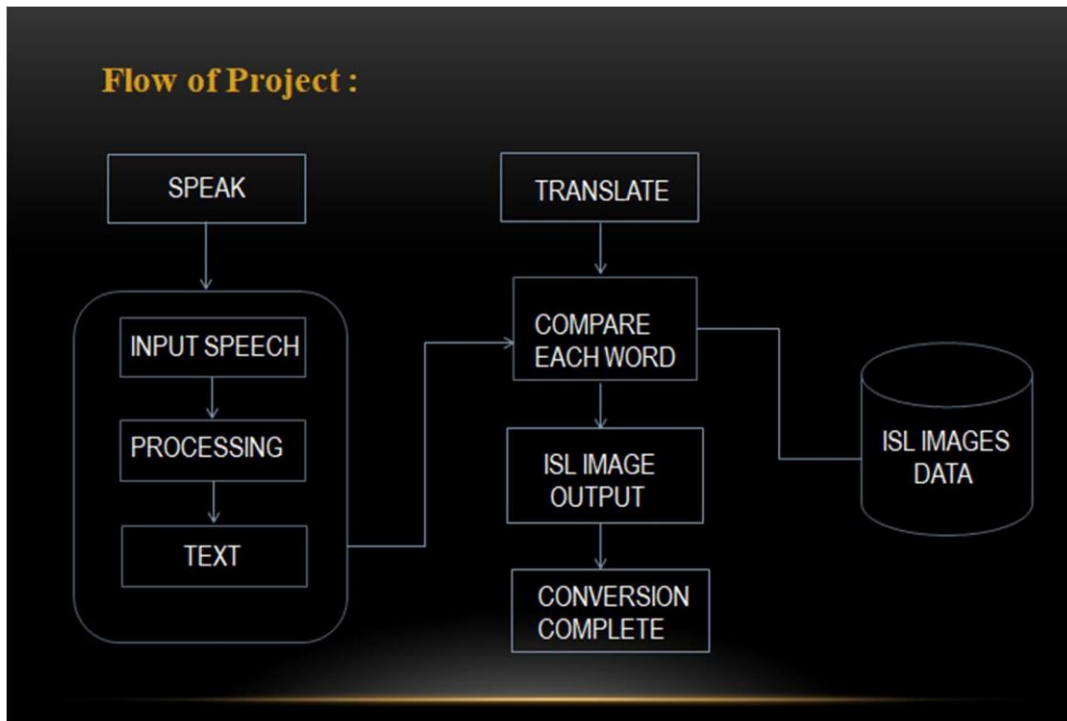 Flow of Project :
SPEAK
INPUT SPEECH
PROCESSING
TEXT
TRANSLATE
COMPARE
EACH WORD
ISL IMAGE
OUTPUT
CONVERSION
COMPLETE
ISL IMAGES
DATA